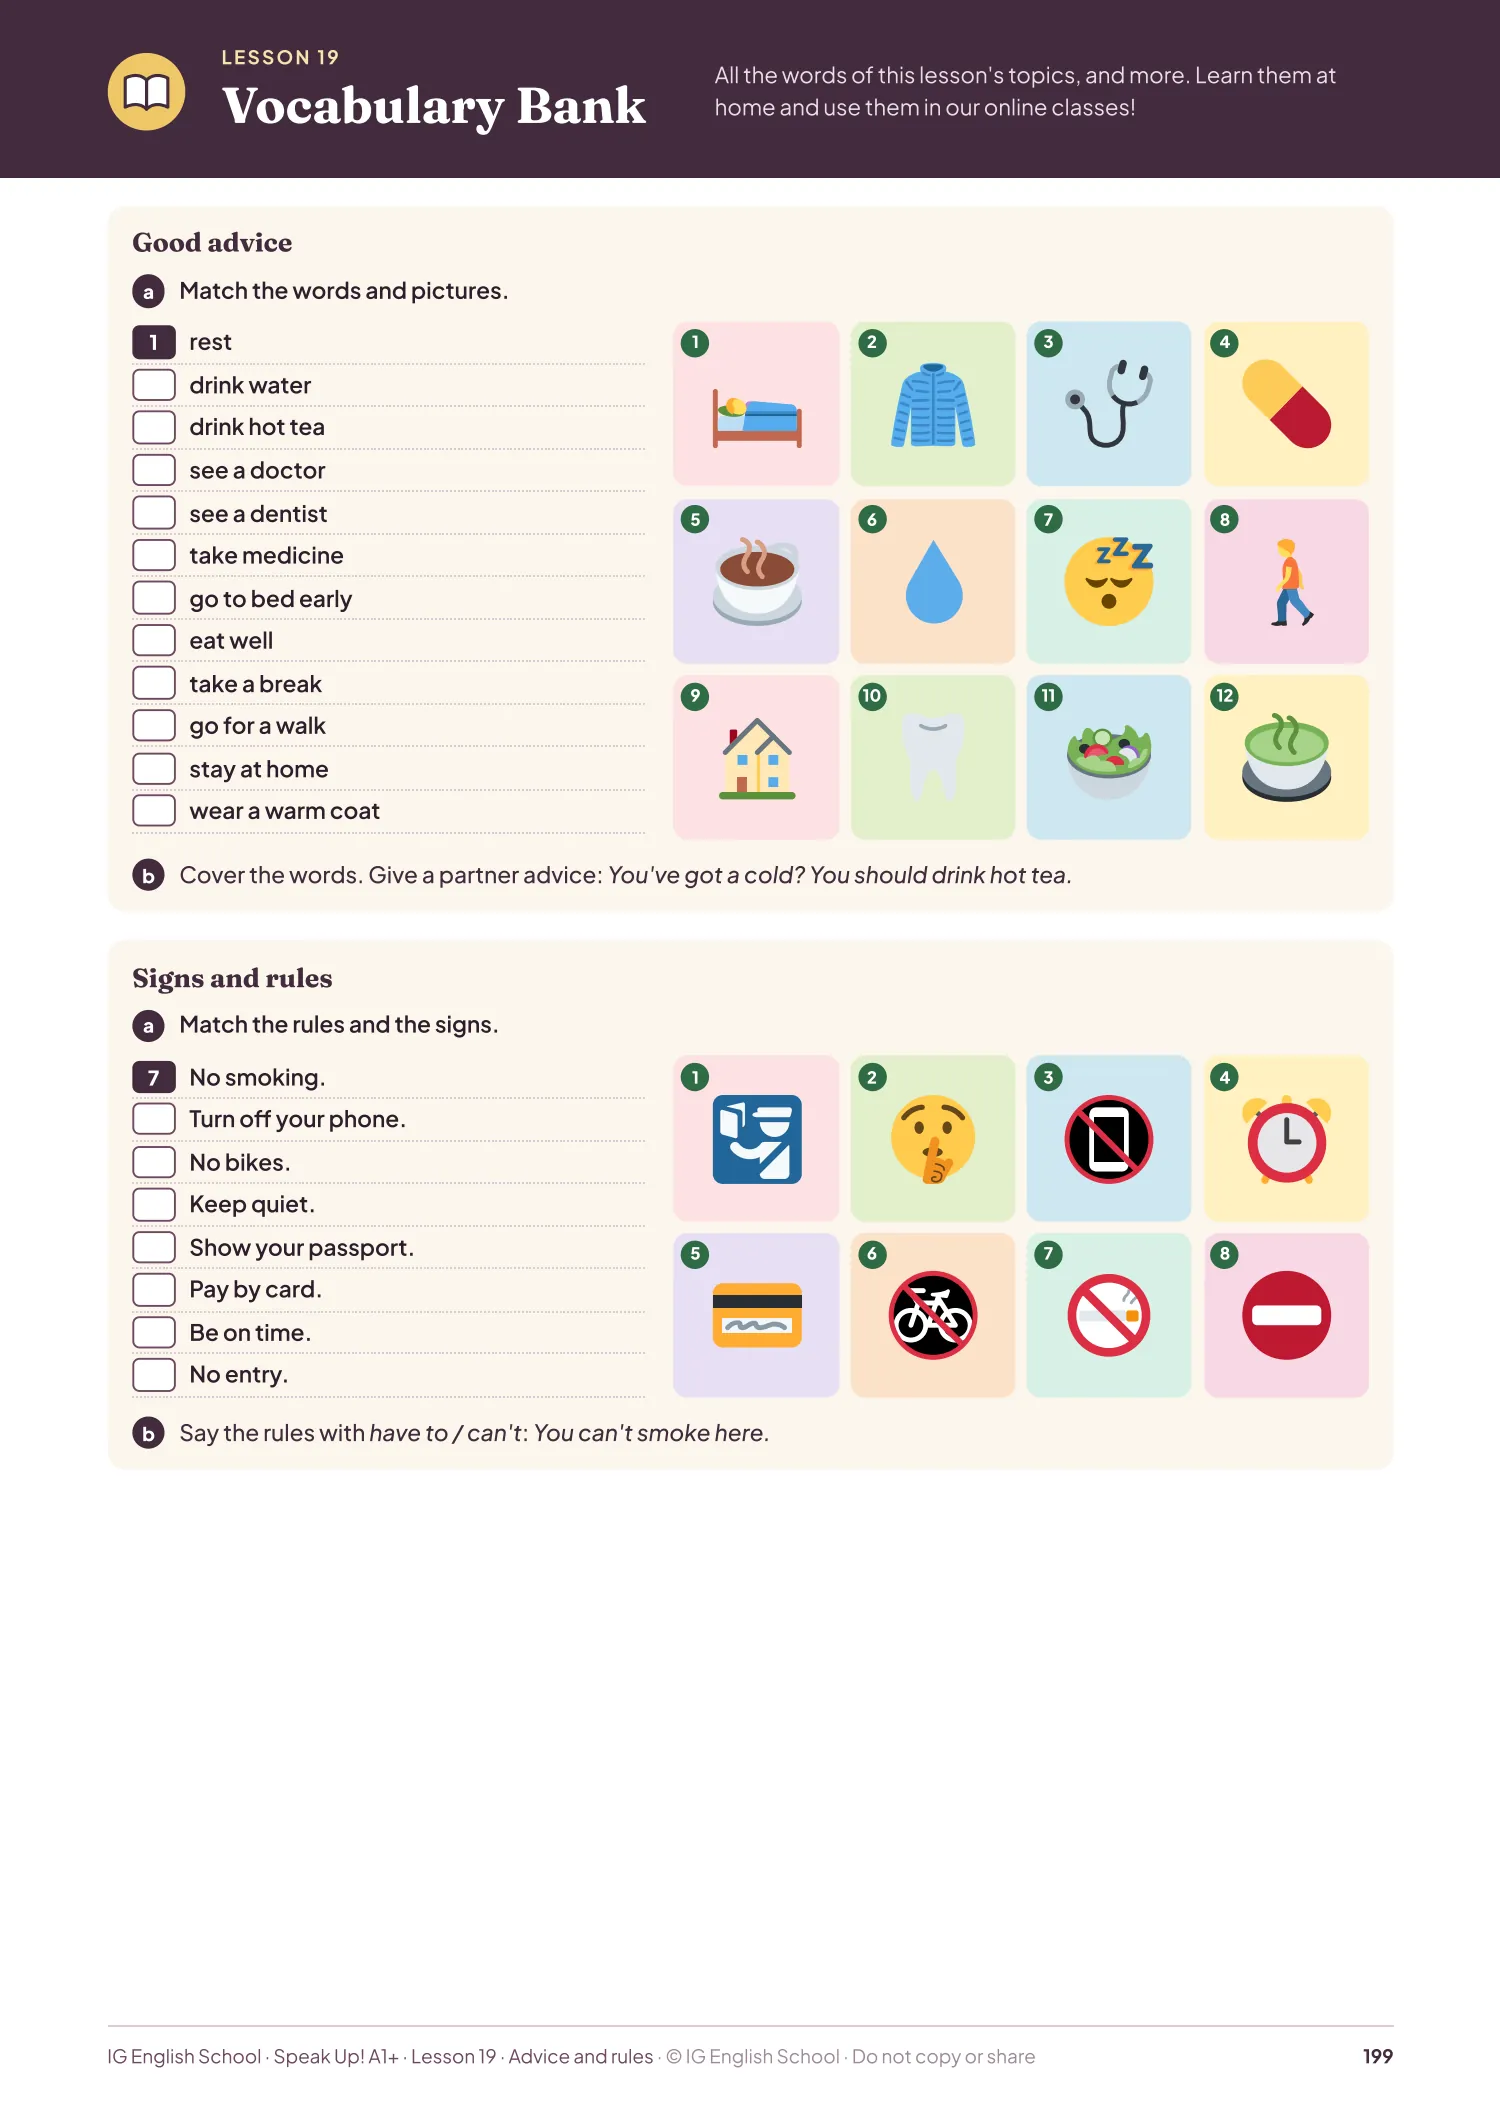 LESSON 19
Vocabulary Bank
All the words of this lesson's topics, and more. Learn them at
home and use them in our online classes!
Good advice
a Match the words and pictures.
1 rest
drink water
drink hot tea
see a doctor
see a dentist
take medicine
go to bed early
eat well
take a break
go for a walk
stay at home
wear a warm coat
1 2 3 4
5 6 7 zzZ 8
9 10 11 12
b Cover the words. Give a partner advice: You've got a cold? You should drink hot tea.
Signs and rules
a Match the rules and the signs.
7 No smoking.
Turn off your phone.
No bikes.
Keep quiet.
Show your passport.
Pay by card.
Be on time.
No entry.
1 2 3 4
5 6 7 8
b Say the rules with have to / can't: You can't smoke here.
IG English School · Speak Up! A1+ · Lesson 19 · Advice and rules · © IG English School · Do not copy or share
199